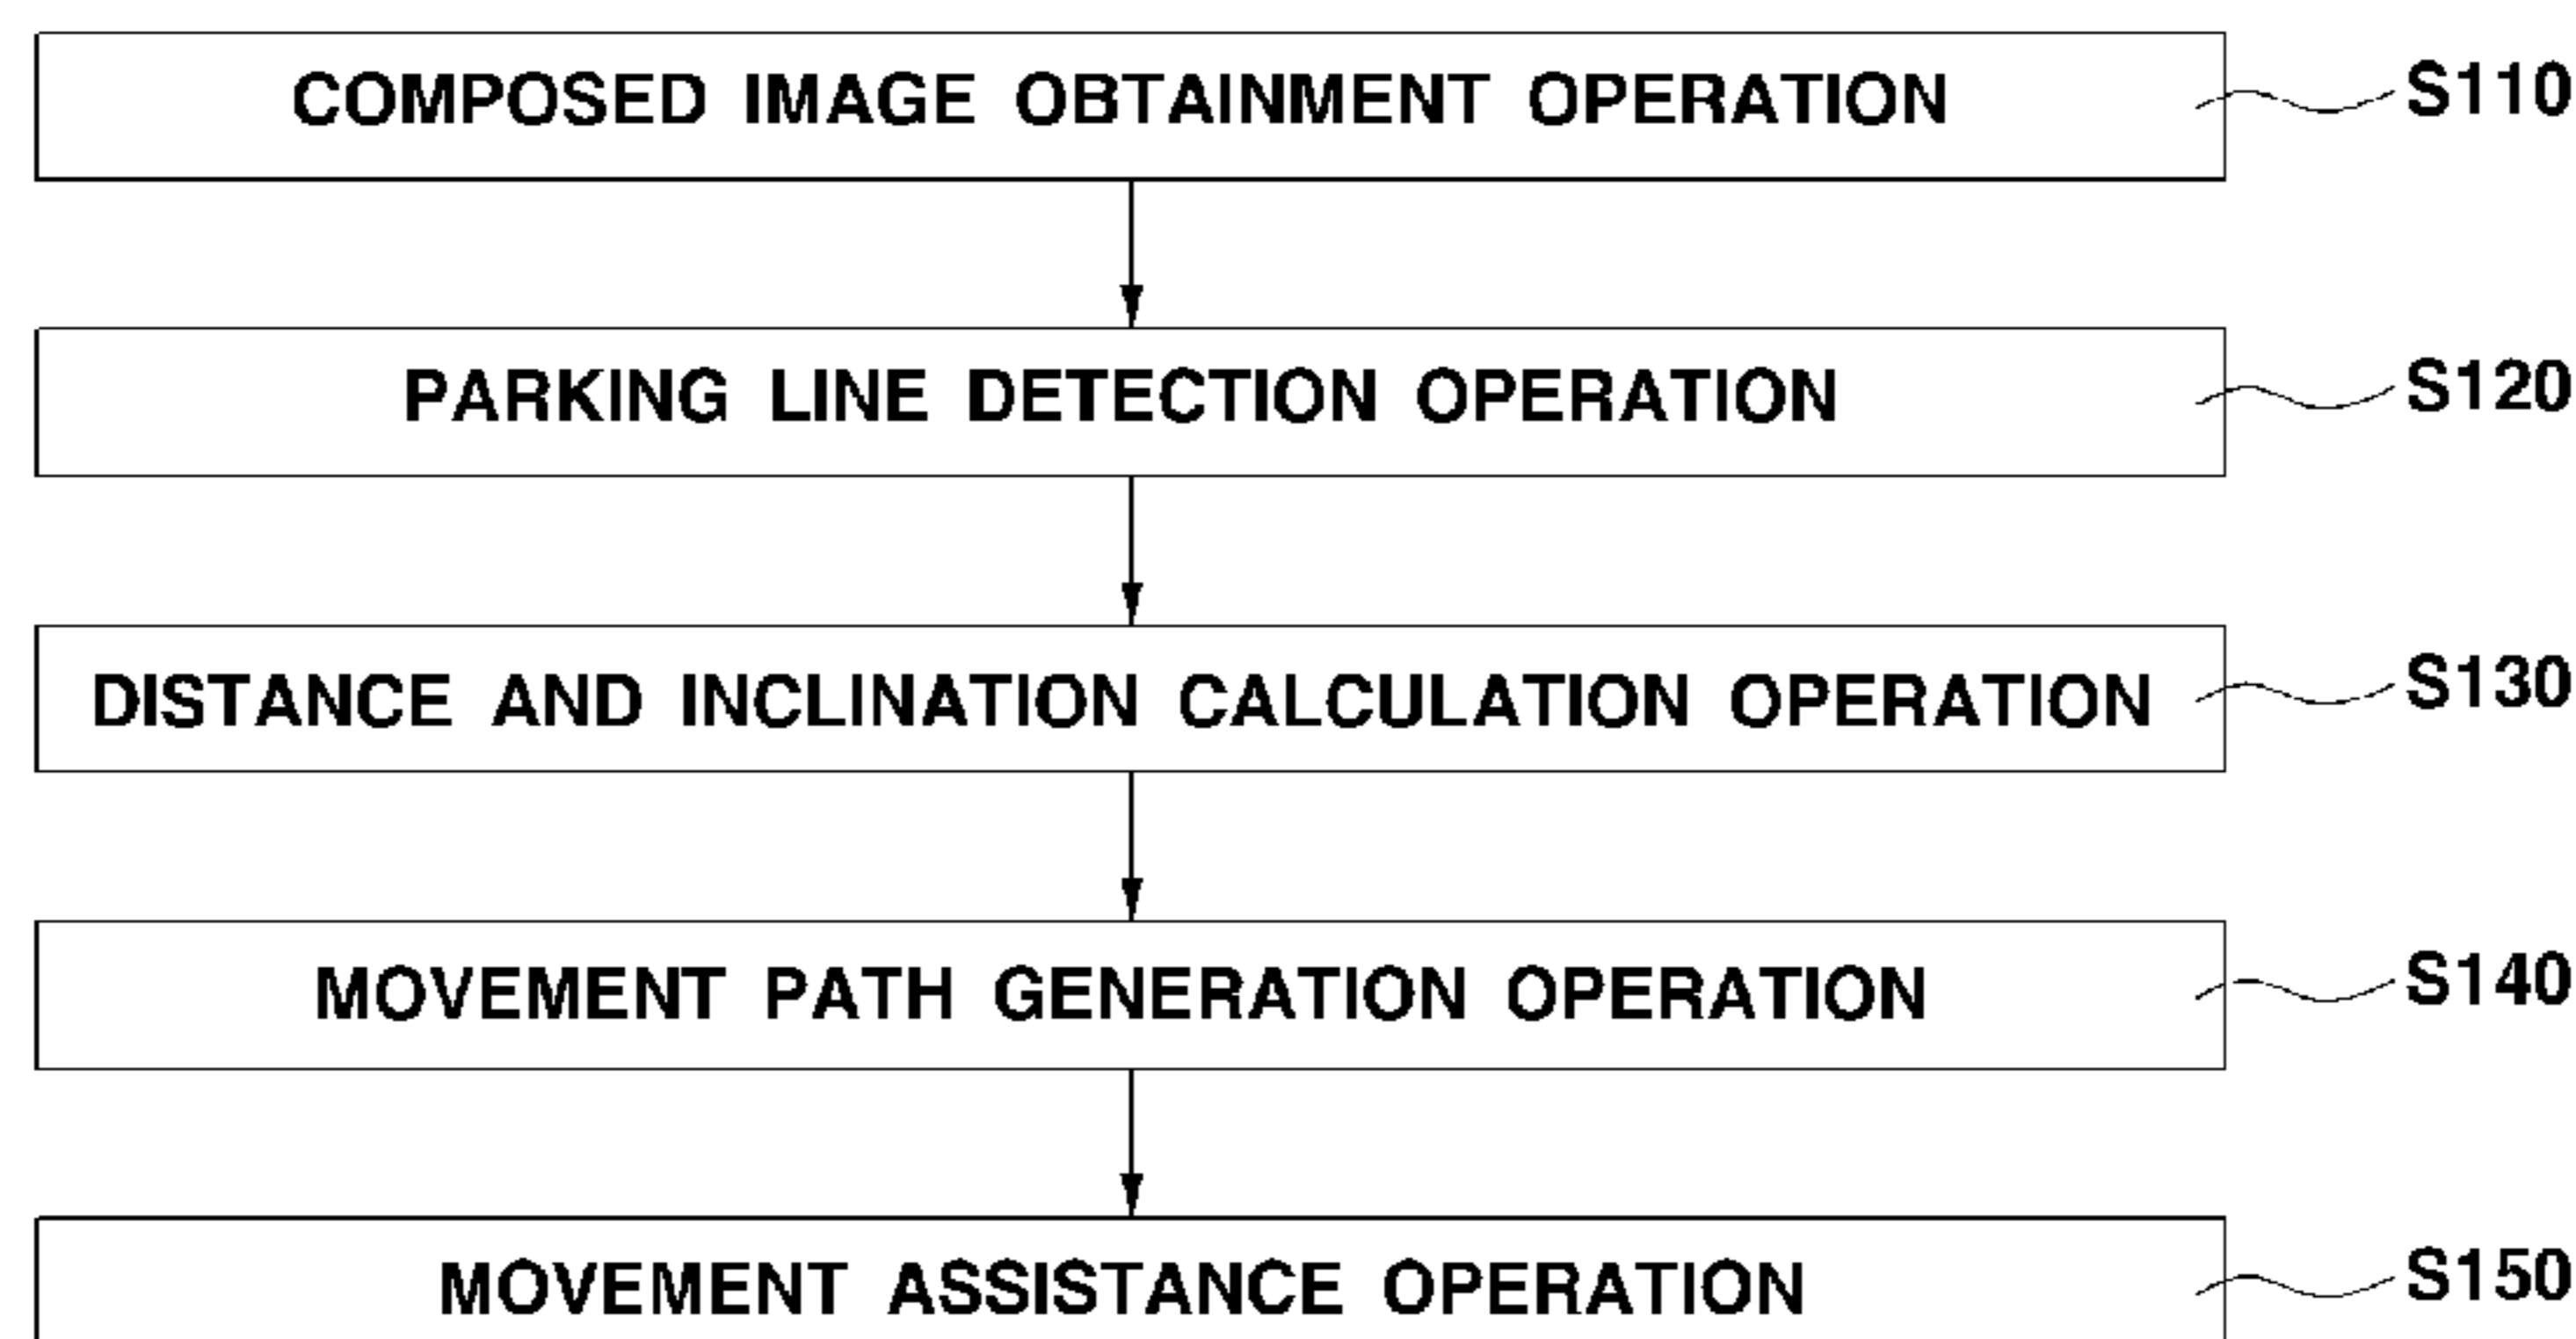 COMPOSED IMAGE OBTAINMENT OPERATION S110
PARKING LINE DETECTION OPERATION S120
DISTANCE AND INCLINATION CALCULATION OPERATION S130
MOVEMENT PATH GENERATION OPERATION S140
MOVEMENT ASSISTANCE OPERATION S150